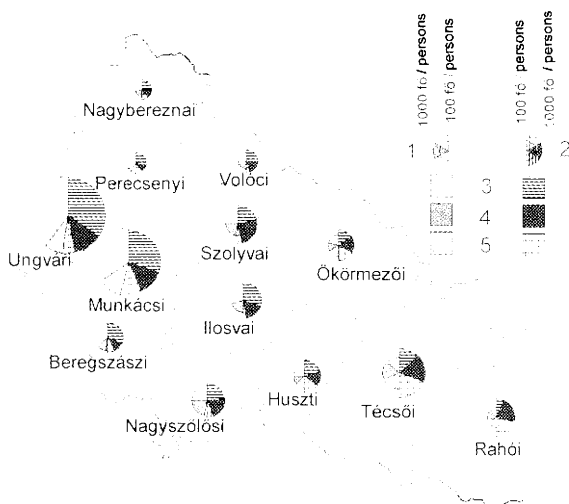 1000 fő / persons
100 fő / persons
100 fő / persons
1000 fő / persons
1
2
3
4
5
Nagybereznai
Perecsenyi
Volóci
Ungvári
Szolyvai
Ökörmezői
Munkácsi
Ilosvai
Beregszászi
Nagyszőlősi
Huszti
Técsői
Rahói